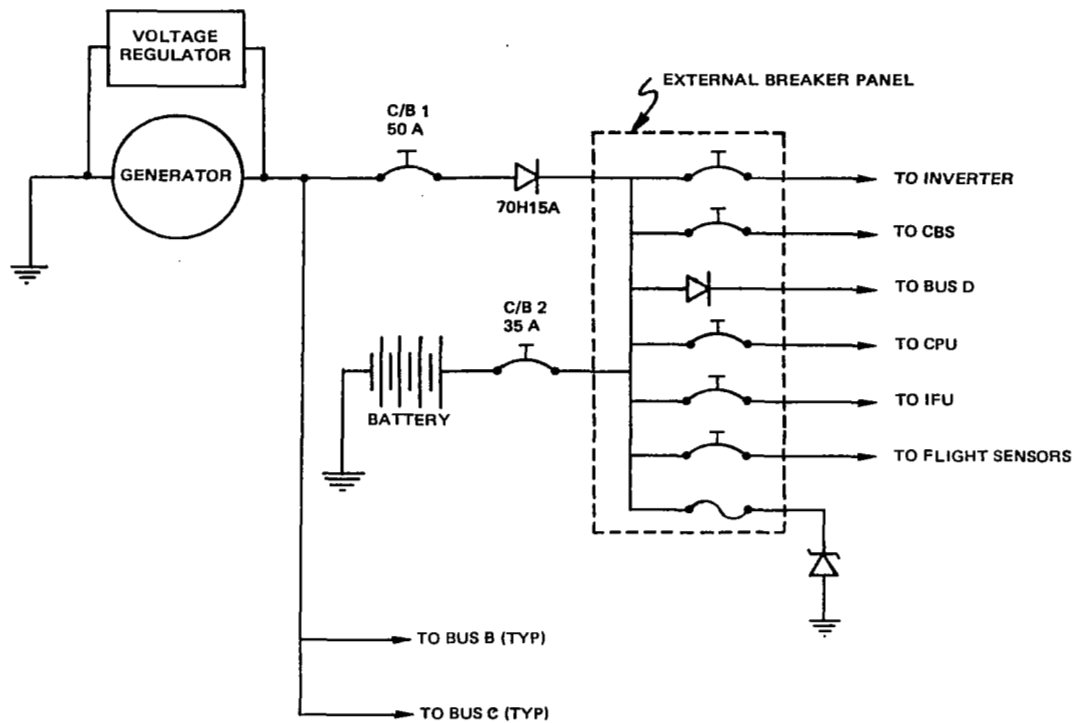 VOLTAGE
REGULATOR
GENERATOR
C/B 1
50 A
70H15A
EXTERNAL BREAKER PANEL
TO INVERTER
TO CBS
TO BUS D
C/B 2
35 A
TO CPU
BATTERY
TO IFU
TO FLIGHT SENSORS
TO BUS B (TYP)
TO BUS C (TYP)